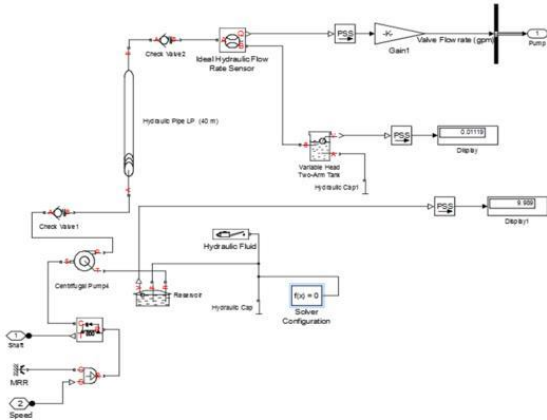 Check Valve2
Ideal Hydraulic Flow
Rate Sensor
PSS
-K-
Gain1
Valve Flow rate (gpm)
1
Pump
Hydraulic Pipe LP (40 m)
PSS
0.01119
Display
Variable Head
Two-Arm Tank
Hydraulic Cap1
PSS
9.989
Display1
Check Valve1
Hydraulic Fluid
Centrifugal Pump4
Reservoir
Hydraulic Cap
f(x) = 0
Solver
Configuration
1
Shaft
MRR
2
Speed